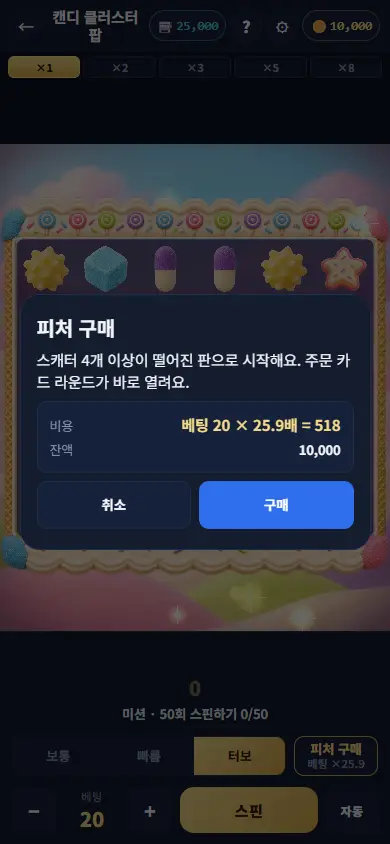 캔디 클러스터
팝
25,000
?
10,000
×1
×2
×3
×5
×8
피처 구매
스캐터 4개 이상이 떨어진 판으로 시작해요. 주문 카
드 라운드가 바로 열려요.
비용
베팅 20 × 25.9배 = 518
잔액
10,000
취소
구매
0
미션 · 50회 스핀하기 0/50
보통
빠름
터보
피처 구매
베팅 ×25.9
−
베팅
20
+
스핀
자동